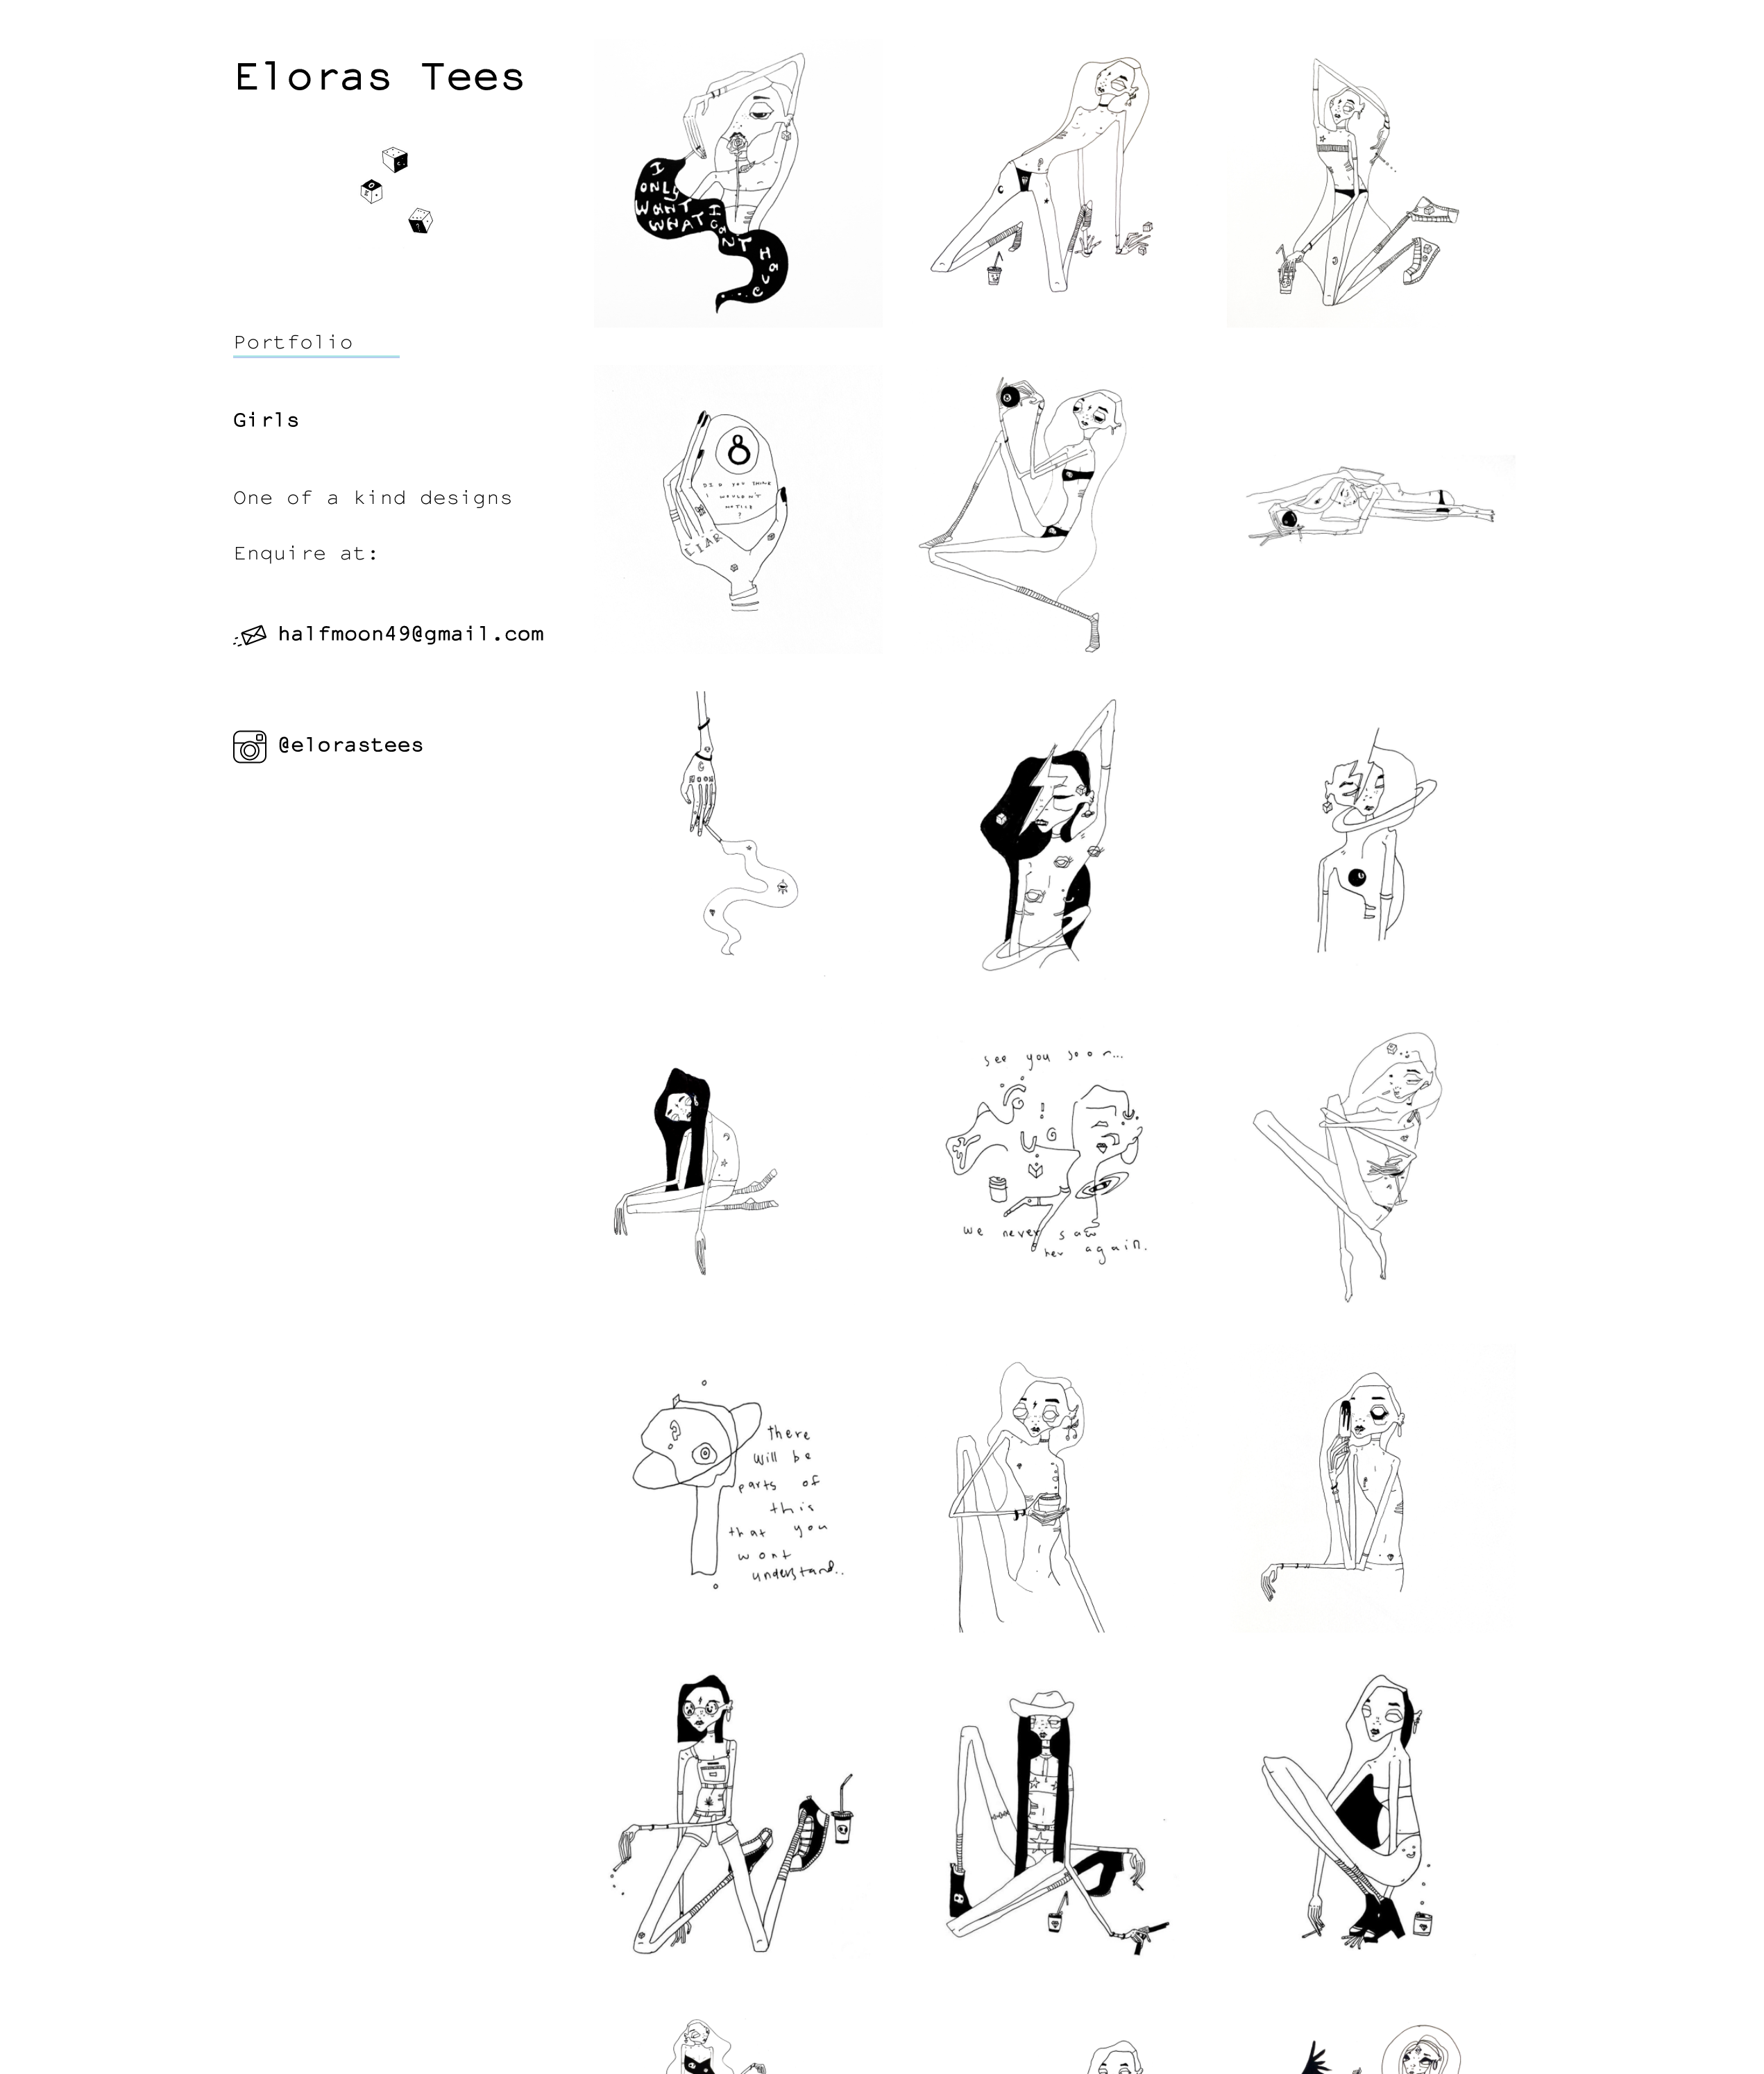 Eloras Tees
Portfolio
Girls
One of a kind designs
Enquire at:
halfmoon49@gmail.com
@elorastees
I
ONLY
WANT
WHAT I
CAN'T
HAVE
8
DID YOU THINK
I WOULDN'T
NOTICE
?
LIAR
MOON
see you soon...
we never saw
her again.
?
there
will be
parts of
this
that you
wont
understand..